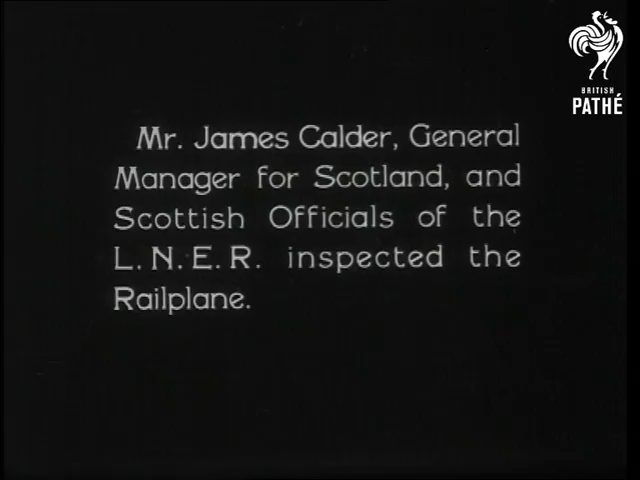 BRITISH
PATHÉ
Mr. James Calder, General
Manager for Scotland, and
Scottish Officials of the
L. N. E. R. inspected the
Railplane.